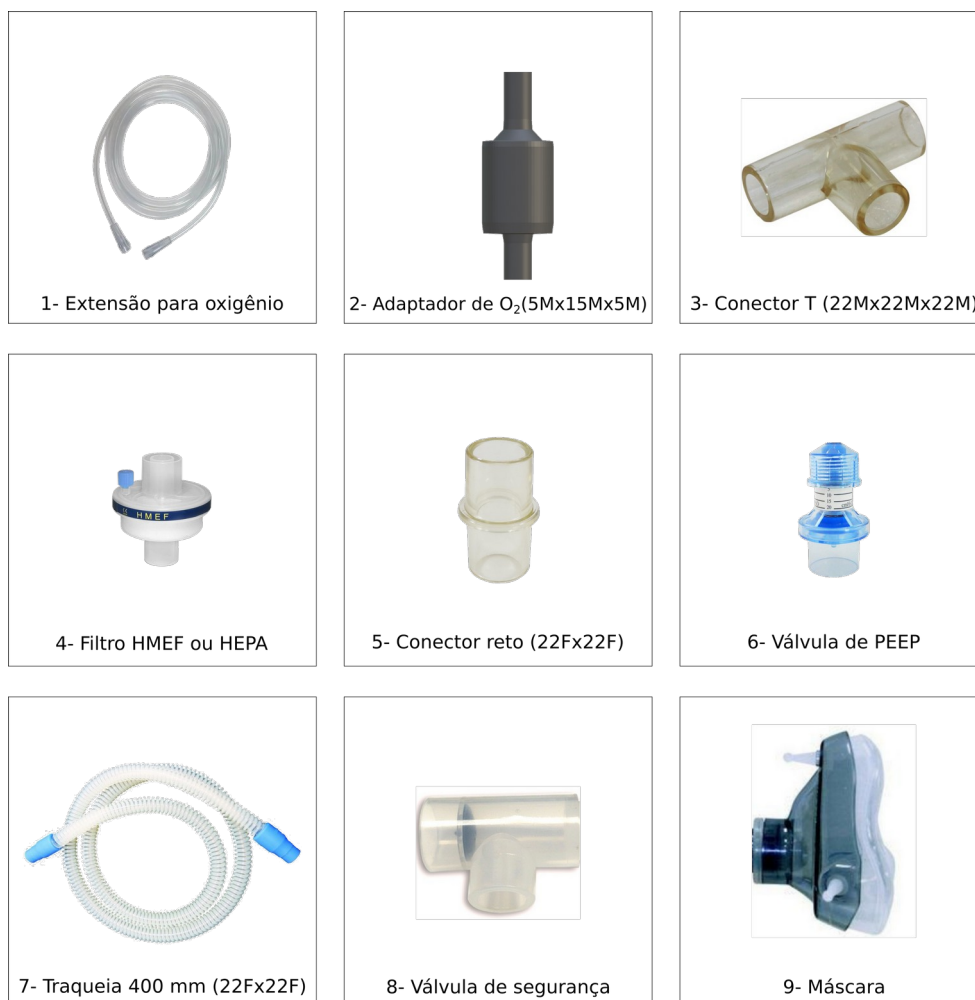 1- Extensão para oxigênio
2- Adaptador de O₂(5Mx15Mx5M)
3- Conector T (22Mx22Mx22M)
HMEF
4- Filtro HMEF ou HEPA
5- Conector reto (22Fx22F)
6- Válvula de PEEP
7- Traqueia 400 mm (22Fx22F)
8- Válvula de segurança
9- Máscara